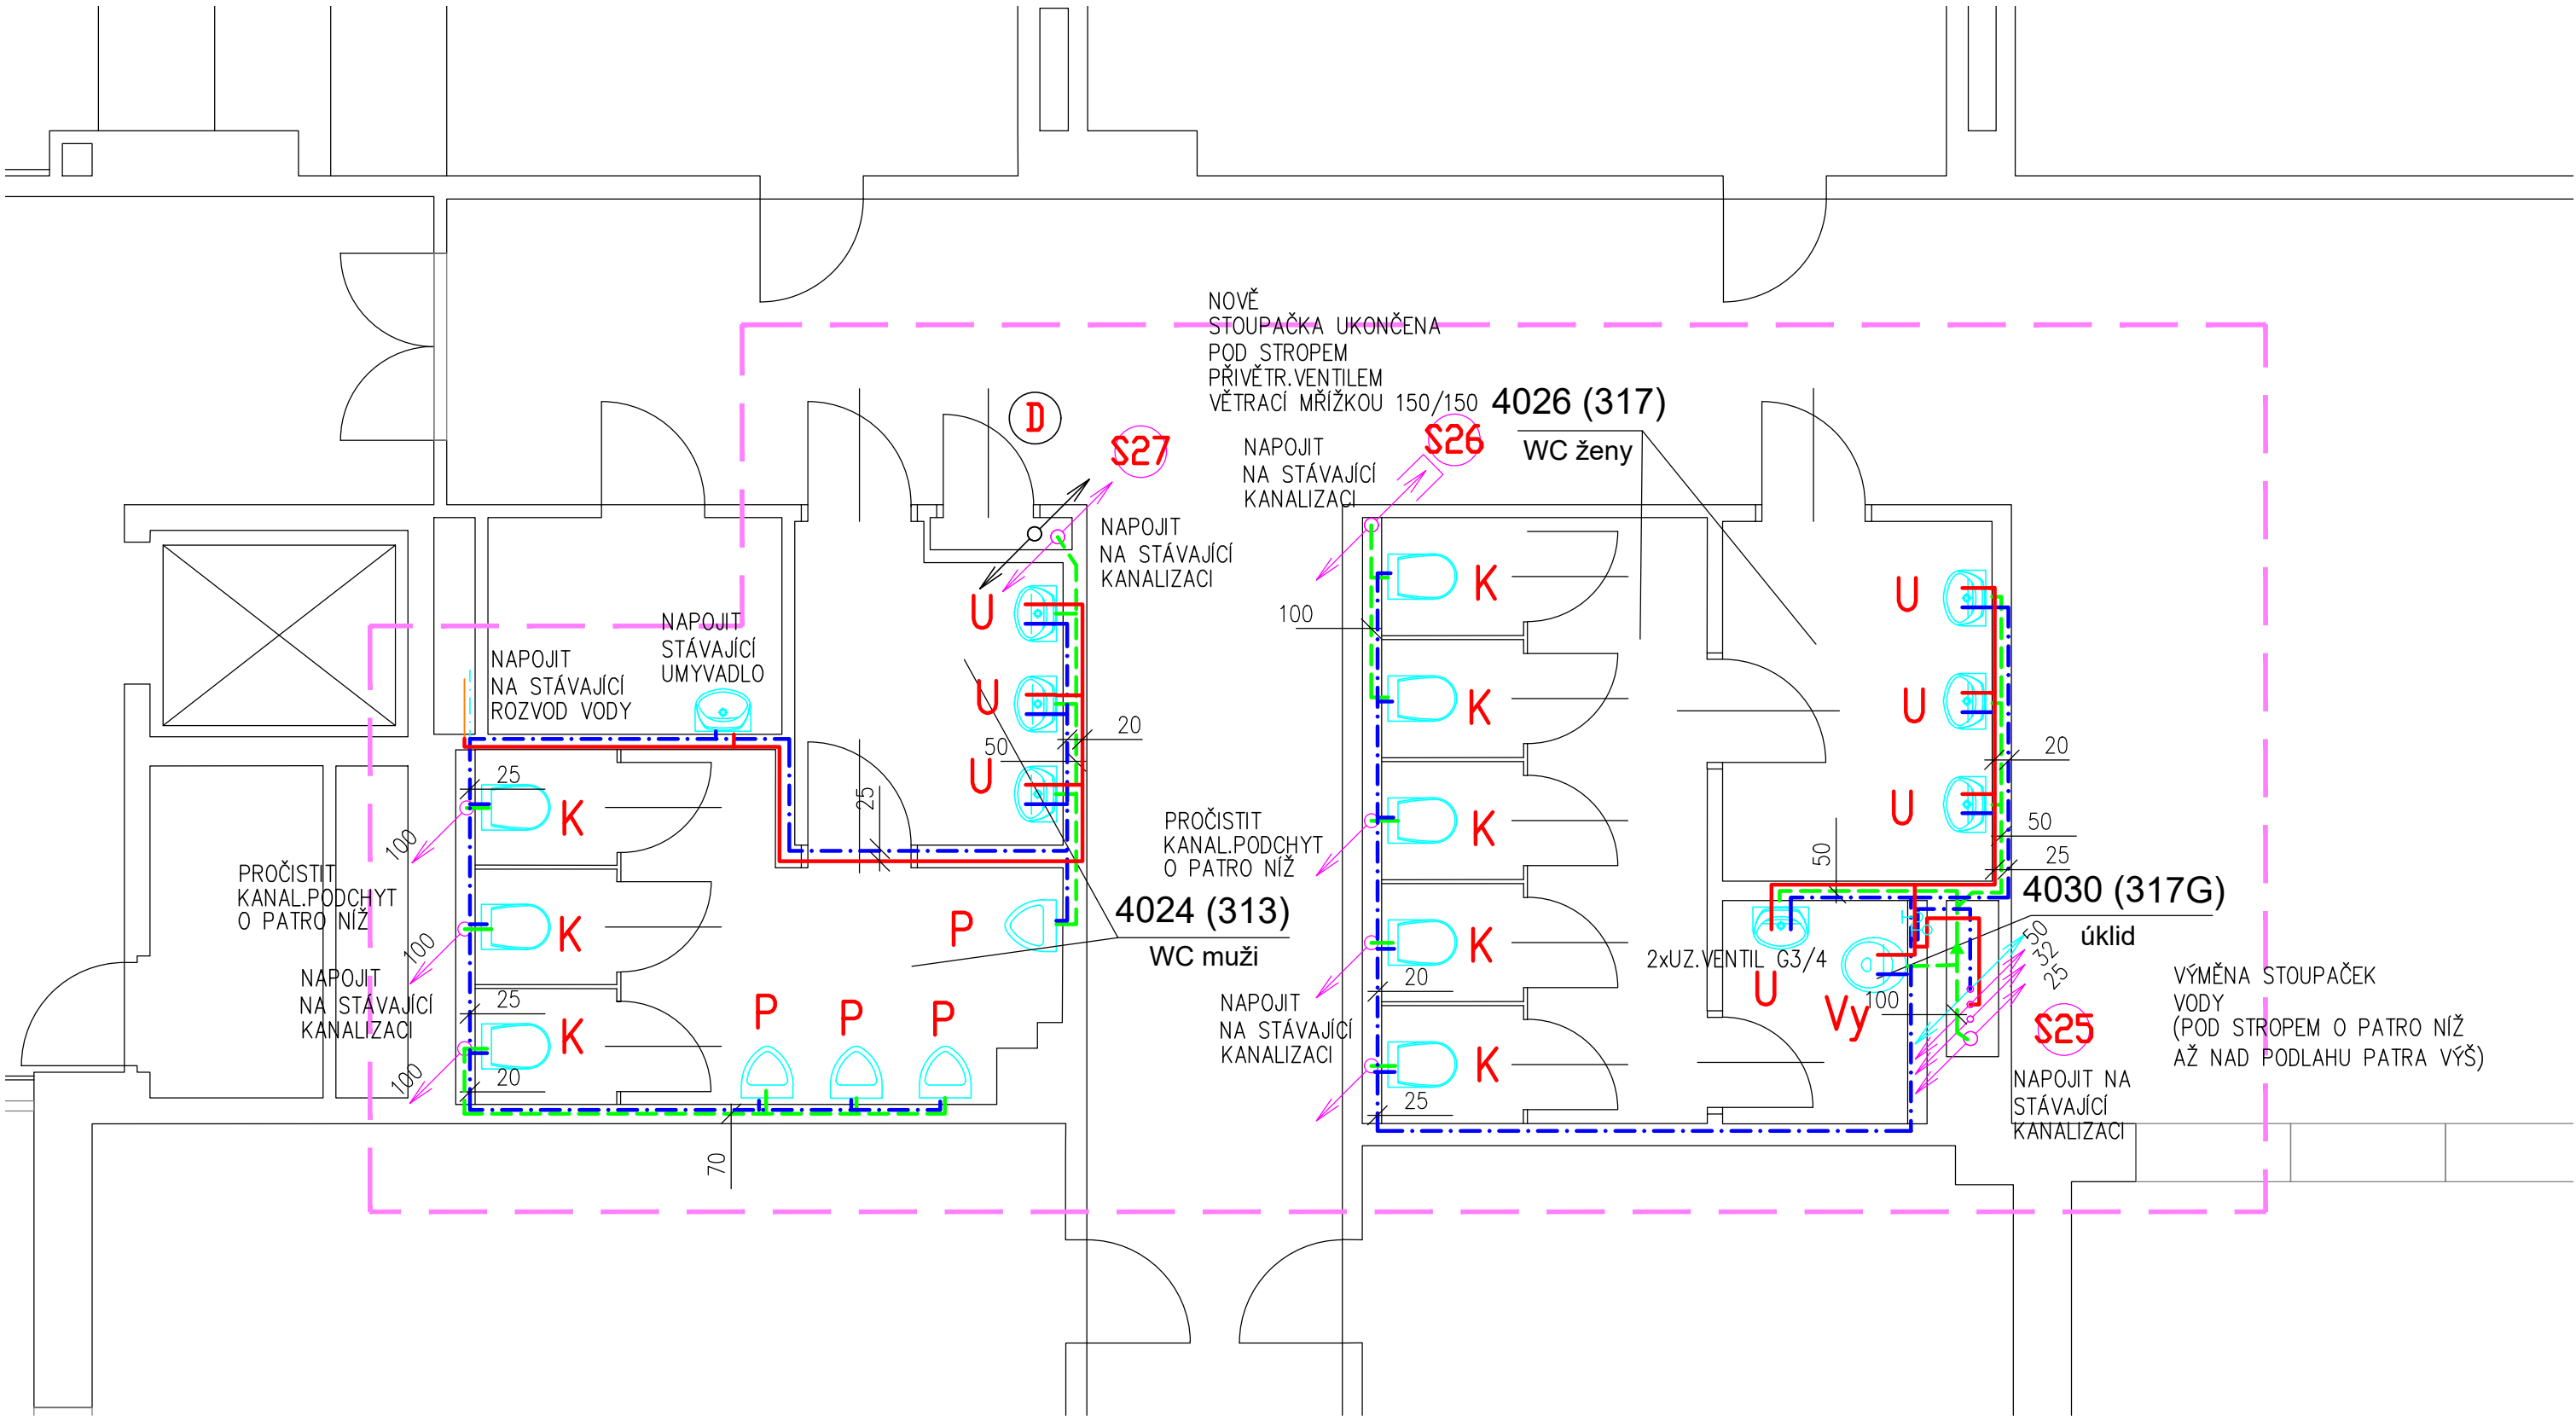 NOVĚ
STOUPAČKA UKONČENA
POD STROPEM
PŘIVĚTR.VENTILEM
VĚTRACÍ MŘÍŽKOU 150/150
4026 (317)
WC ženy
D
S27
S26
NAPOJIT
NA STÁVAJÍCÍ
KANALIZACI
NAPOJIT
NA STÁVAJÍCÍ
KANALIZACI
NAPOJIT
STÁVAJÍCÍ
UMYVADLO
NAPOJIT
NA STÁVAJÍCÍ
ROZVOD VODY
U
U
U
20
50
25
25
100
K
100
K
25
20
100
K
PROČISTIT
KANAL.PODCHYT
O PATRO NÍŽ
NAPOJIT
NA STÁVAJÍCÍ
KANALIZACI
P
P
P
P
70
4024 (313)
WC muži
100
K
K
K
K
K
PROČISTIT
KANAL.PODCHYT
O PATRO NÍŽ
NAPOJIT
NA STÁVAJÍCÍ
KANALIZACI
20
25
U
U
U
20
50
25
50
4030 (317G)
úklid
2xUZ.VENTIL G3/4
U
Vy
100
50
32
25
S25
VÝMĚNA STOUPAČEK
VODY
(POD STROPEM O PATRO NÍŽ
AŽ NAD PODLAHU PATRA VÝŠ)
NAPOJIT NA
STÁVAJÍCÍ
KANALIZACI